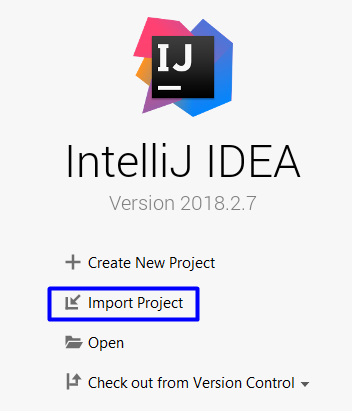 IJ
IntelliJ IDEA
Version 2018.2.7
Create New Project
Import Project
Open
Check out from Version Control